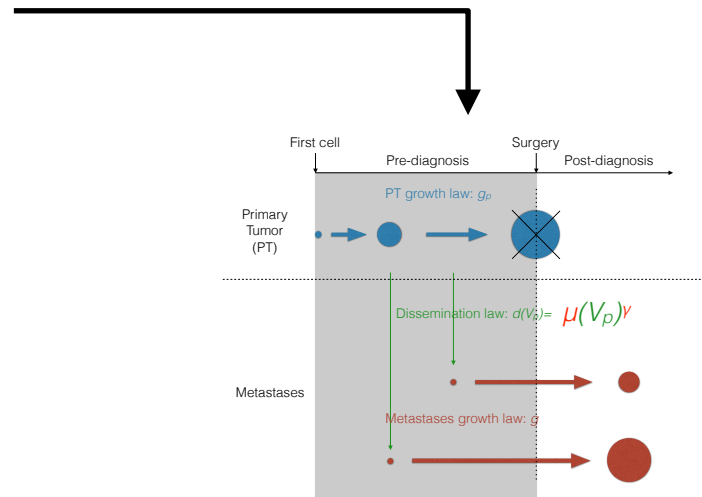 First cell
Surgery
Pre-diagnosis
Post-diagnosis
PT growth law: gₚ
Primary
Tumor
(PT)
Dissemination law: d(Vₚ)= μ(Vₚ)ᵞ
Metastases
Metastases growth law: g